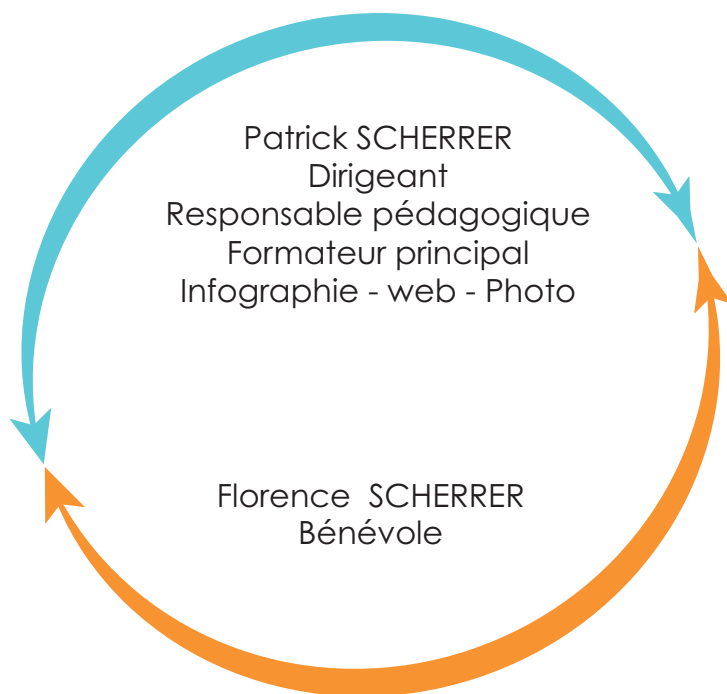 Patrick SCHERRER
Dirigeant
Responsable pédagogique
Formateur principal
Infographie - web - Photo
Florence  SCHERRER
Bénévole